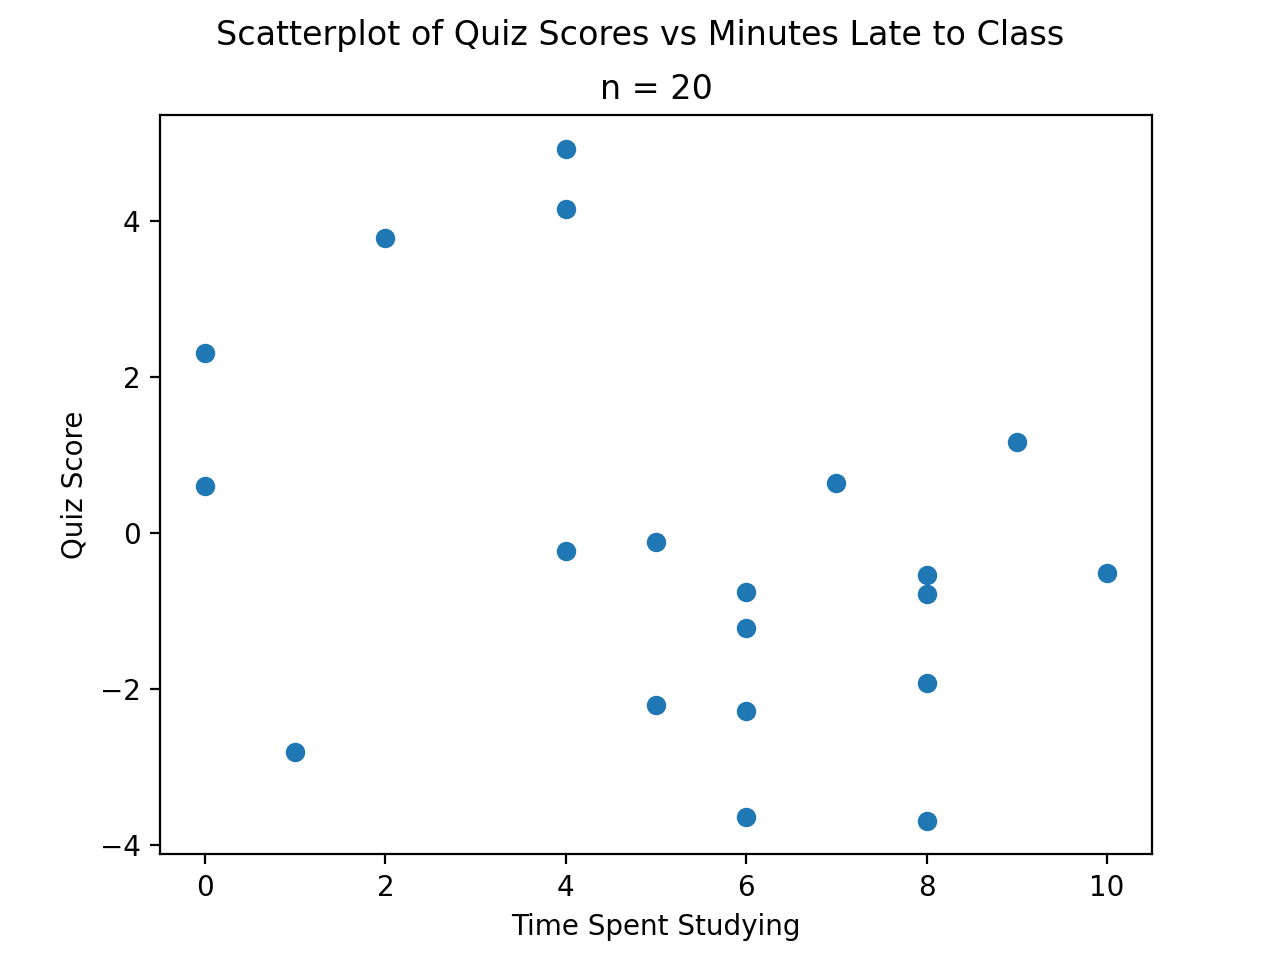 Scatterplot of Quiz Scores vs Minutes Late to Class
n = 20
4
2
0
−2
−4
Quiz Score
0 2 4 6 8 10
Time Spent Studying